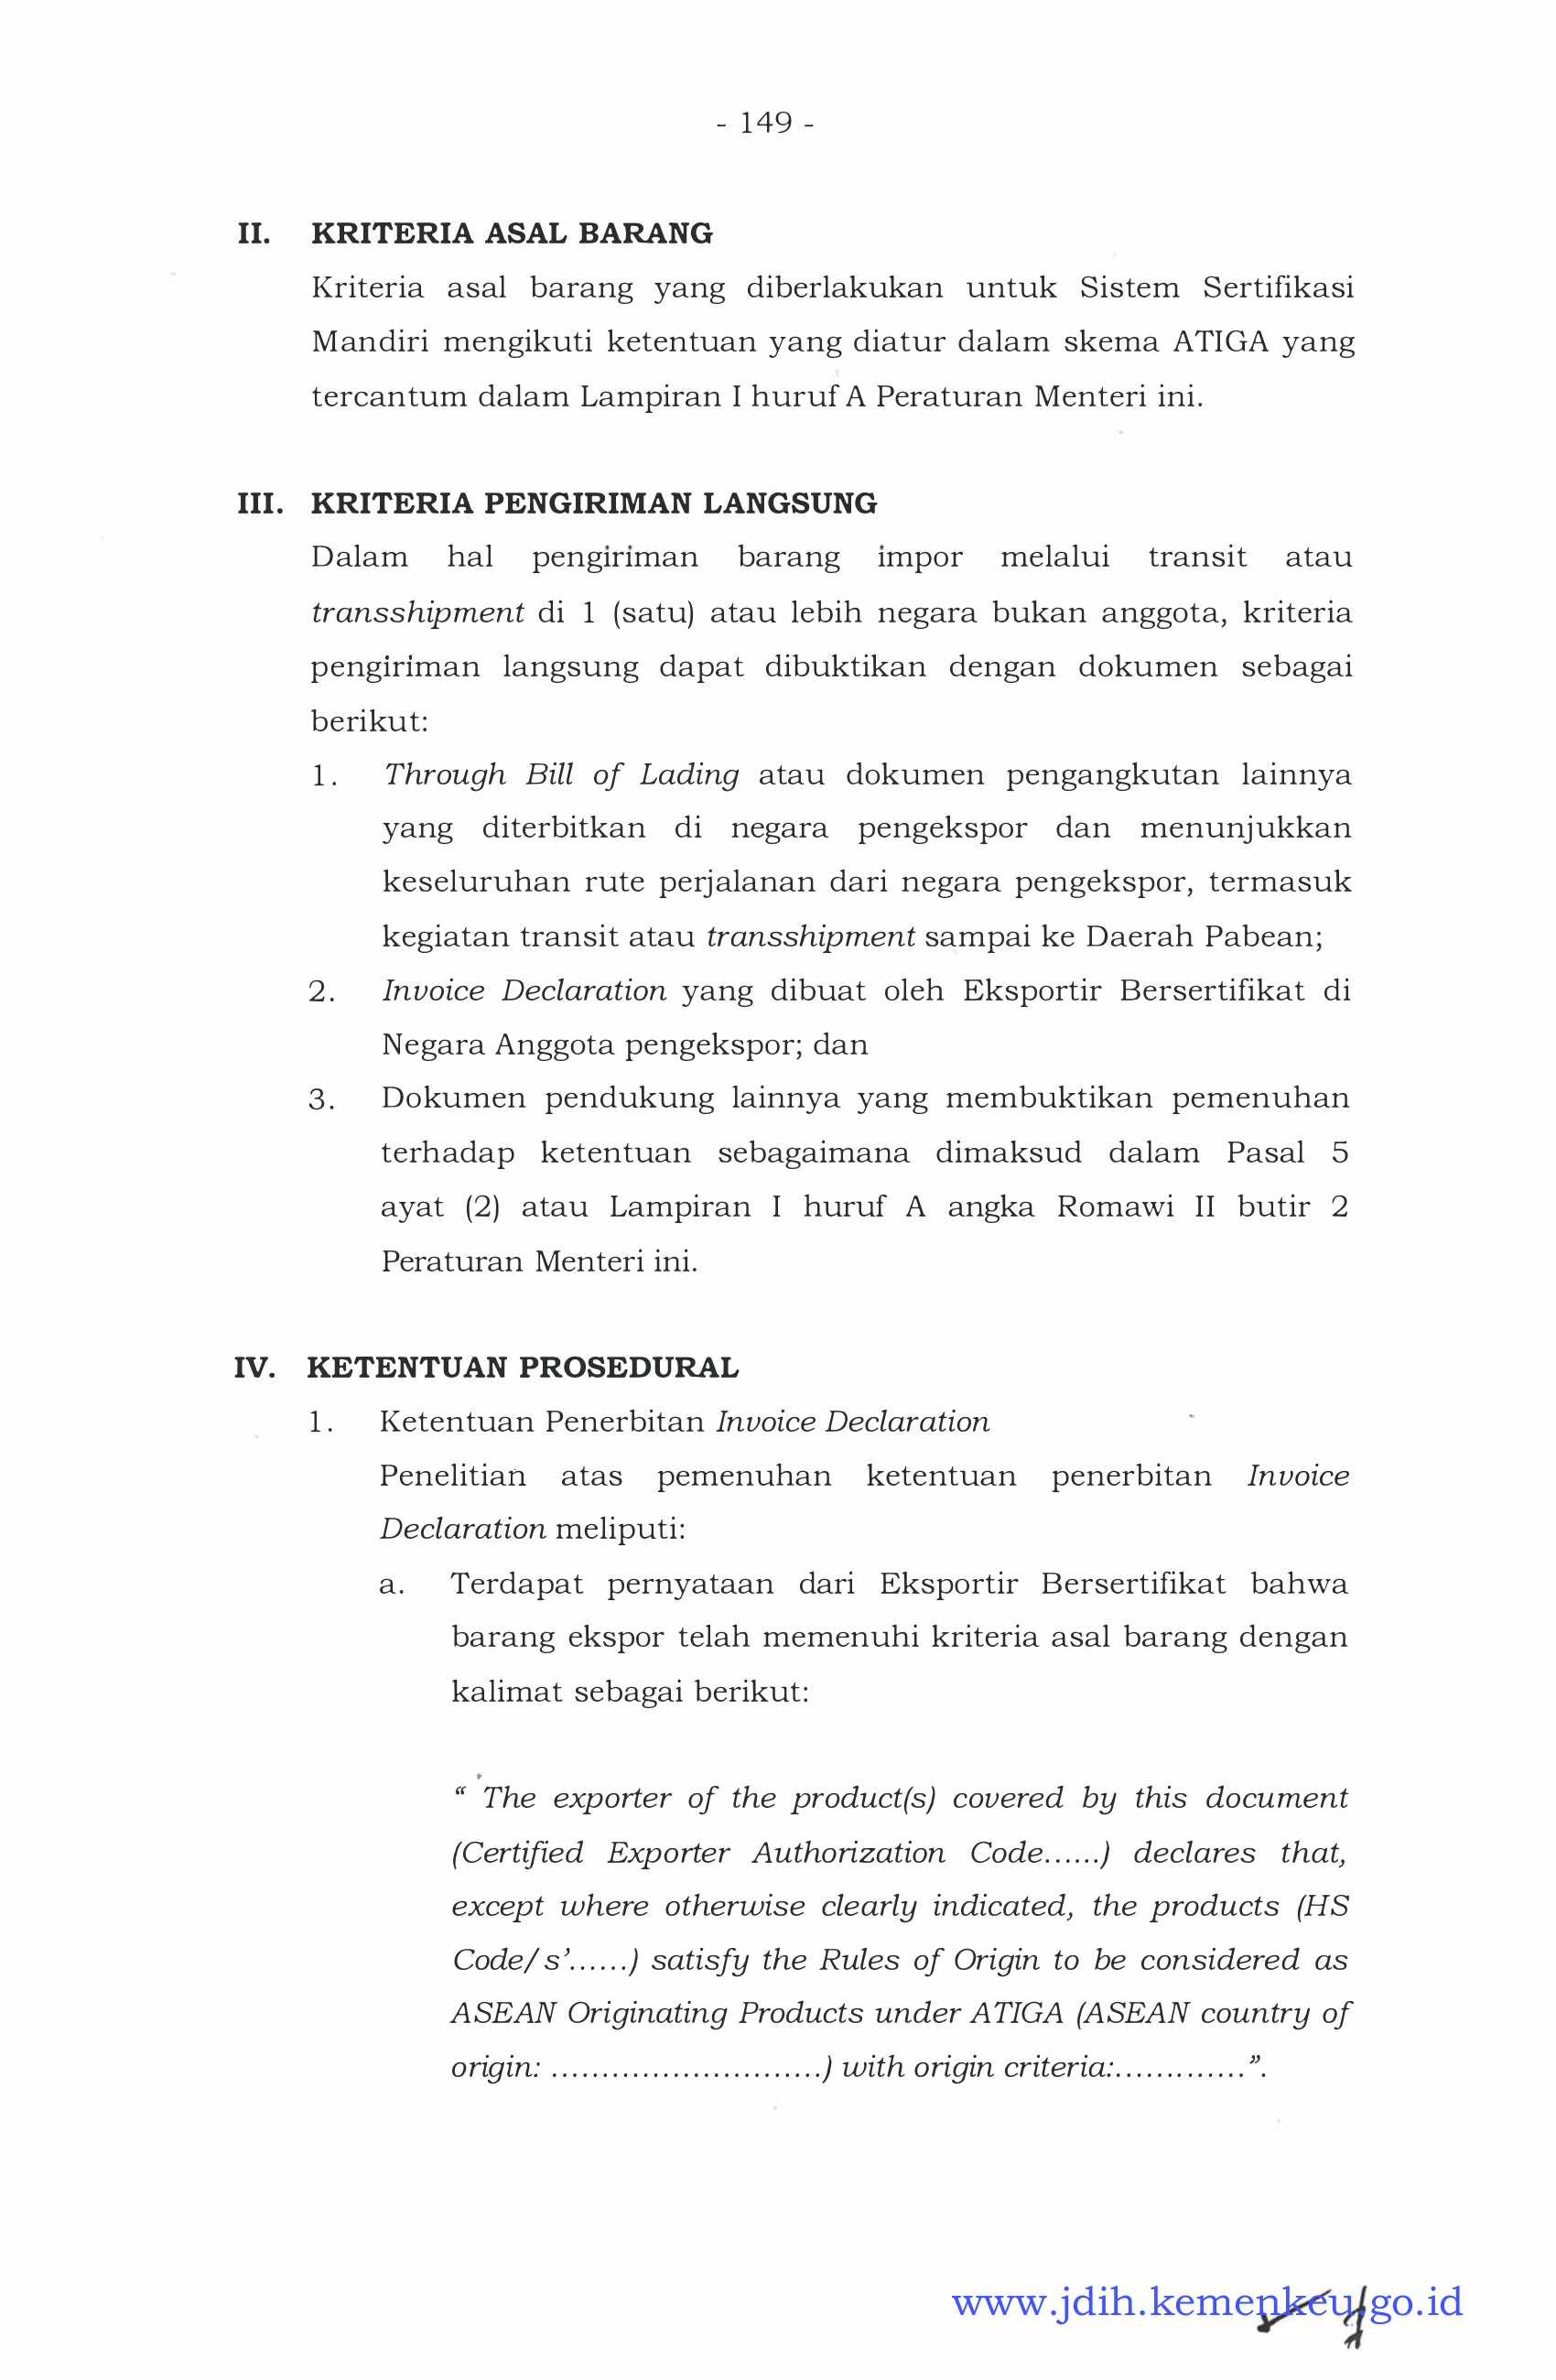 - 149 -
II. KRITERIA ASAL BARANG
Kriteria asal barang yang diberlakukan untuk Sistem Sertifikasi
Mandiri mengikuti ketentuan yang diatur dalam skema ATIGA yang
tercantum dalam Lampiran I huruf A Peraturan Menteri ini.
III. KRITERIA PENGIRIMAN LANGSUNG
Dalam hal pengiriman barang impor melalui transit atau
transshipment di 1 (satu) atau lebih negara bukan anggota, kriteria
pengiriman langsung dapat dibuktikan dengan dokumen sebagai
berikut:
1. Through Bill of Lading atau dokumen pengangkutan lainnya
yang diterbitkan di negara pengekspor dan menunjukkan
keseluruhan rute perjalanan dari negara pengekspor, termasuk
kegiatan transit atau transshipment sampai ke Daerah Pabean;
2. Invoice Declaration yang dibuat oleh Eksportir Bersertifikat di
Negara Anggota pengekspor; dan
3. Dokumen pendukung lainnya yang membuktikan pemenuhan
terhadap ketentuan sebagaimana dimaksud dalam Pasal 5
ayat (2) atau Lampiran I huruf A angka Romawi II butir 2
Peraturan Menteri ini.
IV. KETENTUAN PROSEDURAL
1. Ketentuan Penerbitan Invoice Declaration
Penelitian atas pemenuhan ketentuan penerbitan Invoice
Declaration meliputi:
a. Terdapat pernyataan dari Eksportir Bersertifikat bahwa
barang ekspor telah memenuhi kriteria asal barang dengan
kalimat sebagai berikut:
“ The exporter of the product(s) covered by this document
(Certified Exporter Authorization Code......) declares that,
except where otherwise clearly indicated, the products (HS
Code/s’......) satisfy the Rules of Origin to be considered as
ASEAN Originating Products under ATIGA (ASEAN country of
origin: ...........................) with origin criteria:.............”.
www.jdih.kemenkeu.go.id